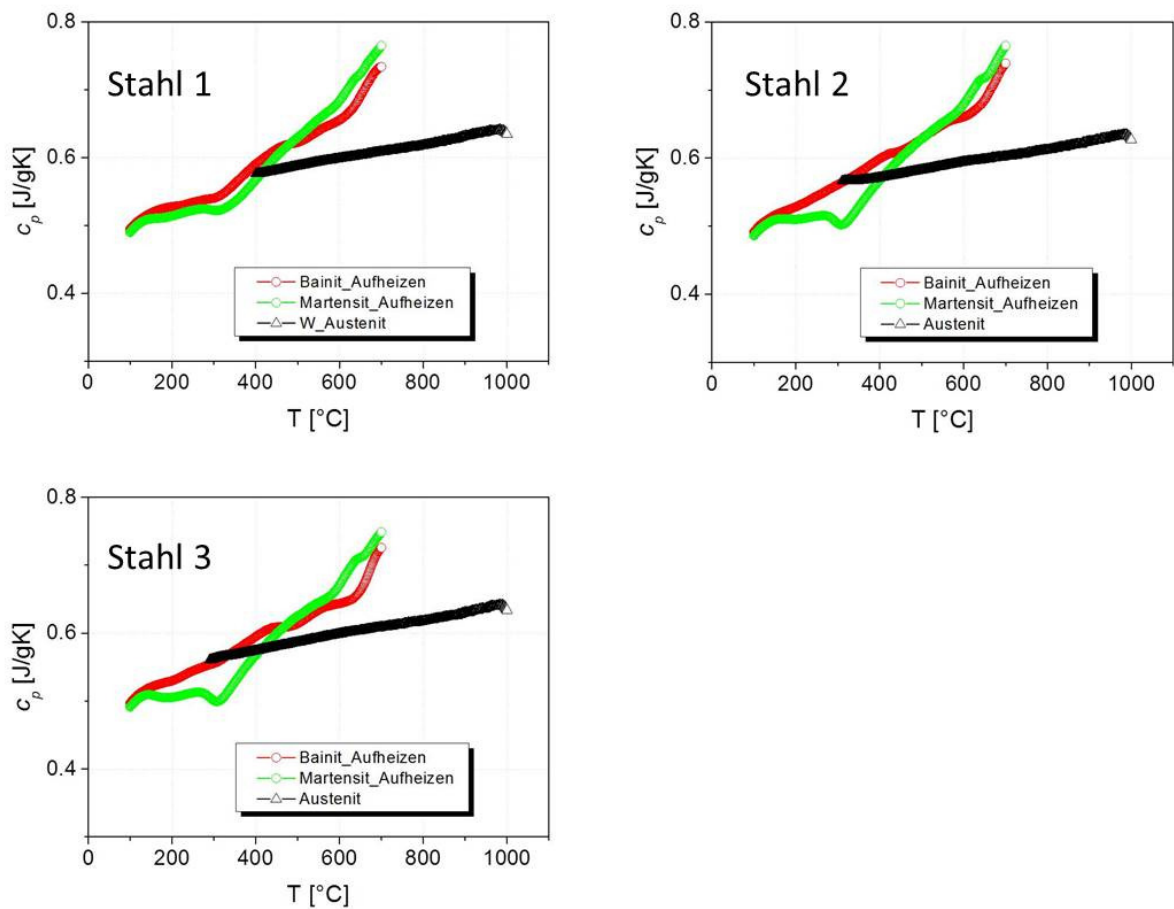 0.8
Stahl 1
0.6
c_p [J/gK]
Bainit_Aufheizen
Martensit_Aufheizen
W_Austenit
0.4
0 200 400 600 800 1000
T [°C]
0.8
Stahl 2
0.6
c_p [J/gK]
Bainit_Aufheizen
Martensit_Aufheizen
Austenit
0.4
0 200 400 600 800 1000
T [°C]
0.8
Stahl 3
0.6
c_p [J/gK]
Bainit_Aufheizen
Martensit_Aufheizen
Austenit
0.4
0 200 400 600 800 1000
T [°C]